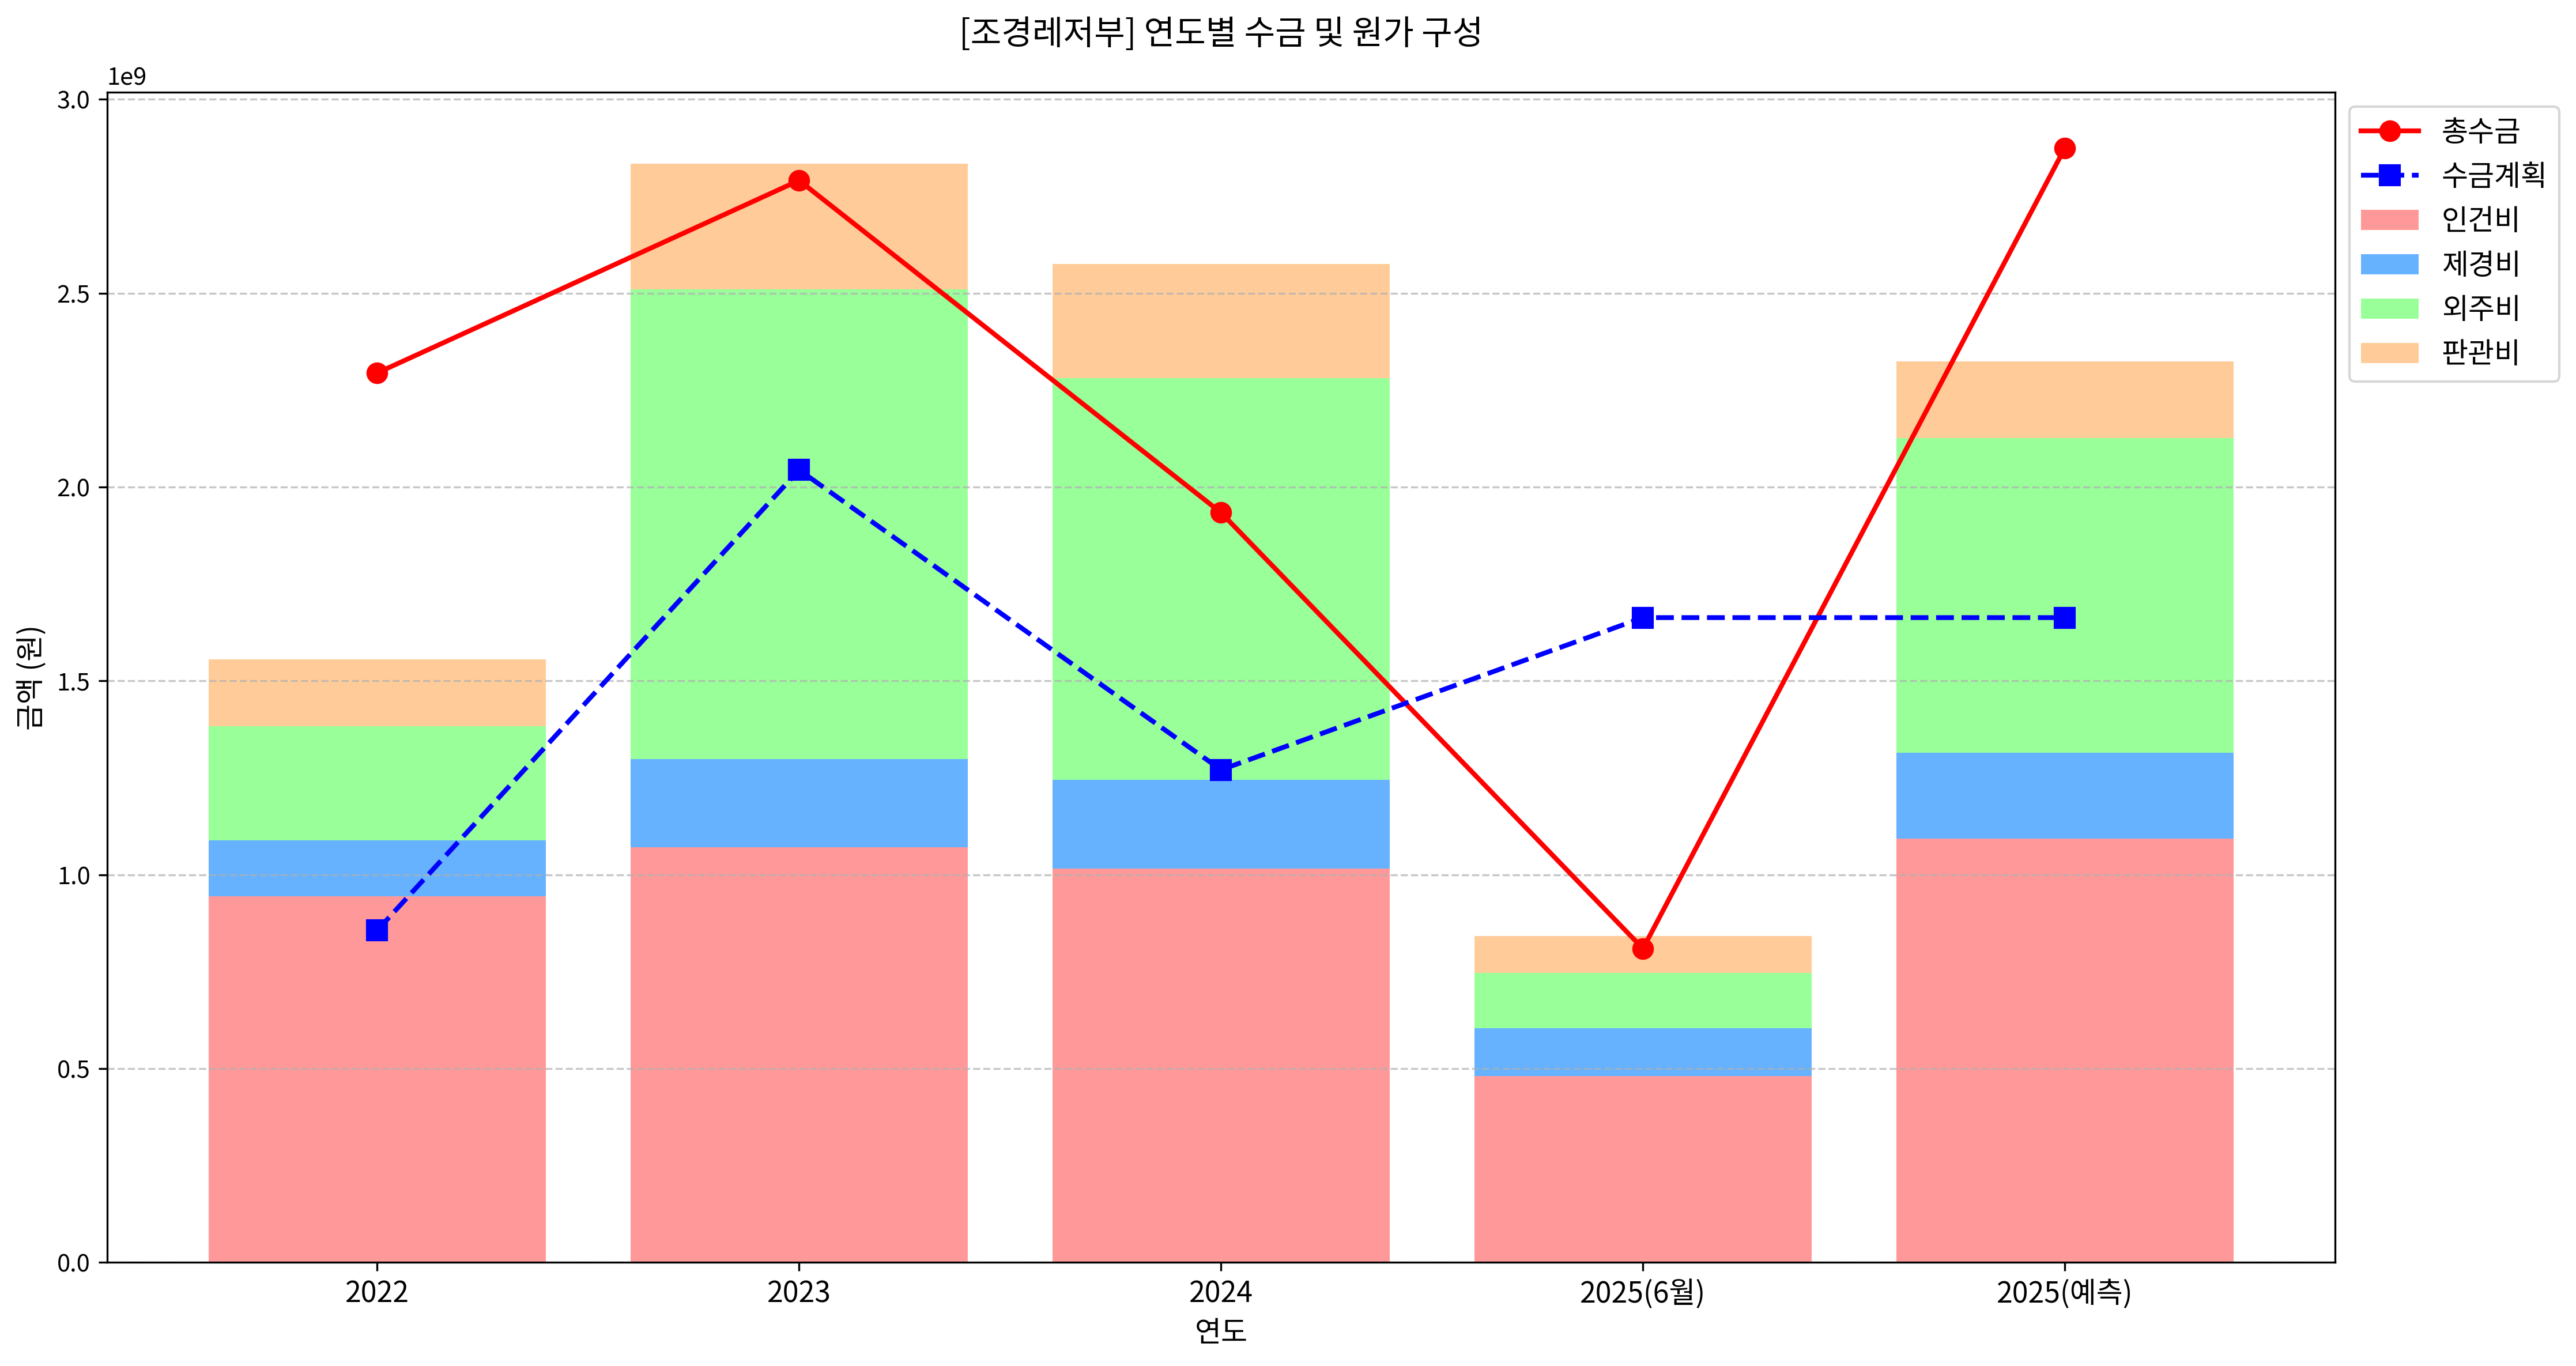 [조경레저부] 연도별 수금 및 원가 구성
1e9
3.0
2.5
2.0
1.5
1.0
0.5
0.0
금액 (원)
2022
2023
2024
2025(6월)
2025(예측)
연도
총수금
수금계획
인건비
제경비
외주비
판관비